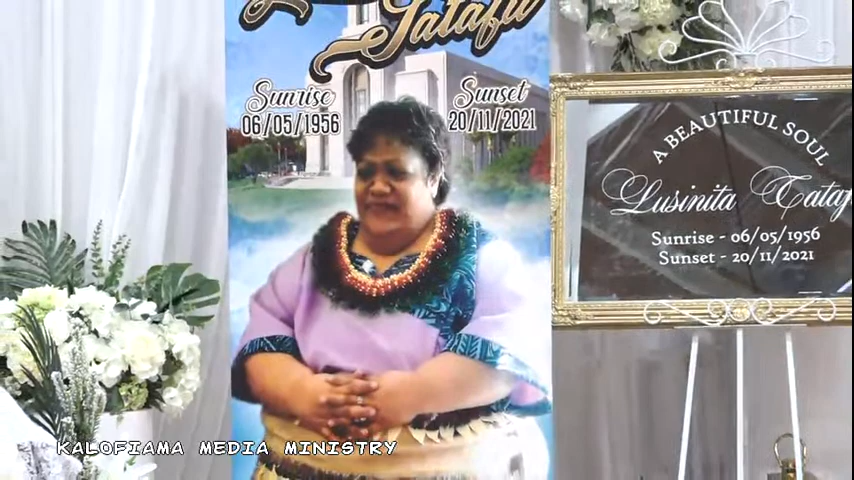 Tatafu
Sunrise
06/05/1956
Sunset
20/11/2021
A BEAUTIFUL SOUL
Lusinita
Sunrise - 06/05/1956
Sunset - 20/11/2021
KALOFIAMA MEDIA MINISTRY